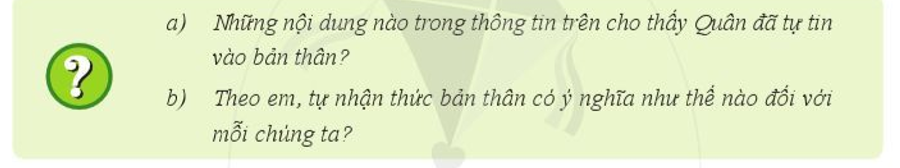 a) Những nội dung nào trong thông tin trên cho thấy Quân đã tự tin
vào bản thân?
b) Theo em, tự nhận thức bản thân có ý nghĩa như thế nào đối với
mỗi chúng ta?